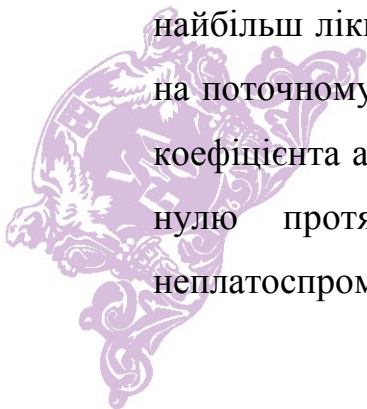 найбільш лік
на поточному
коефіцієнта а
нулю протя
неплатоспром